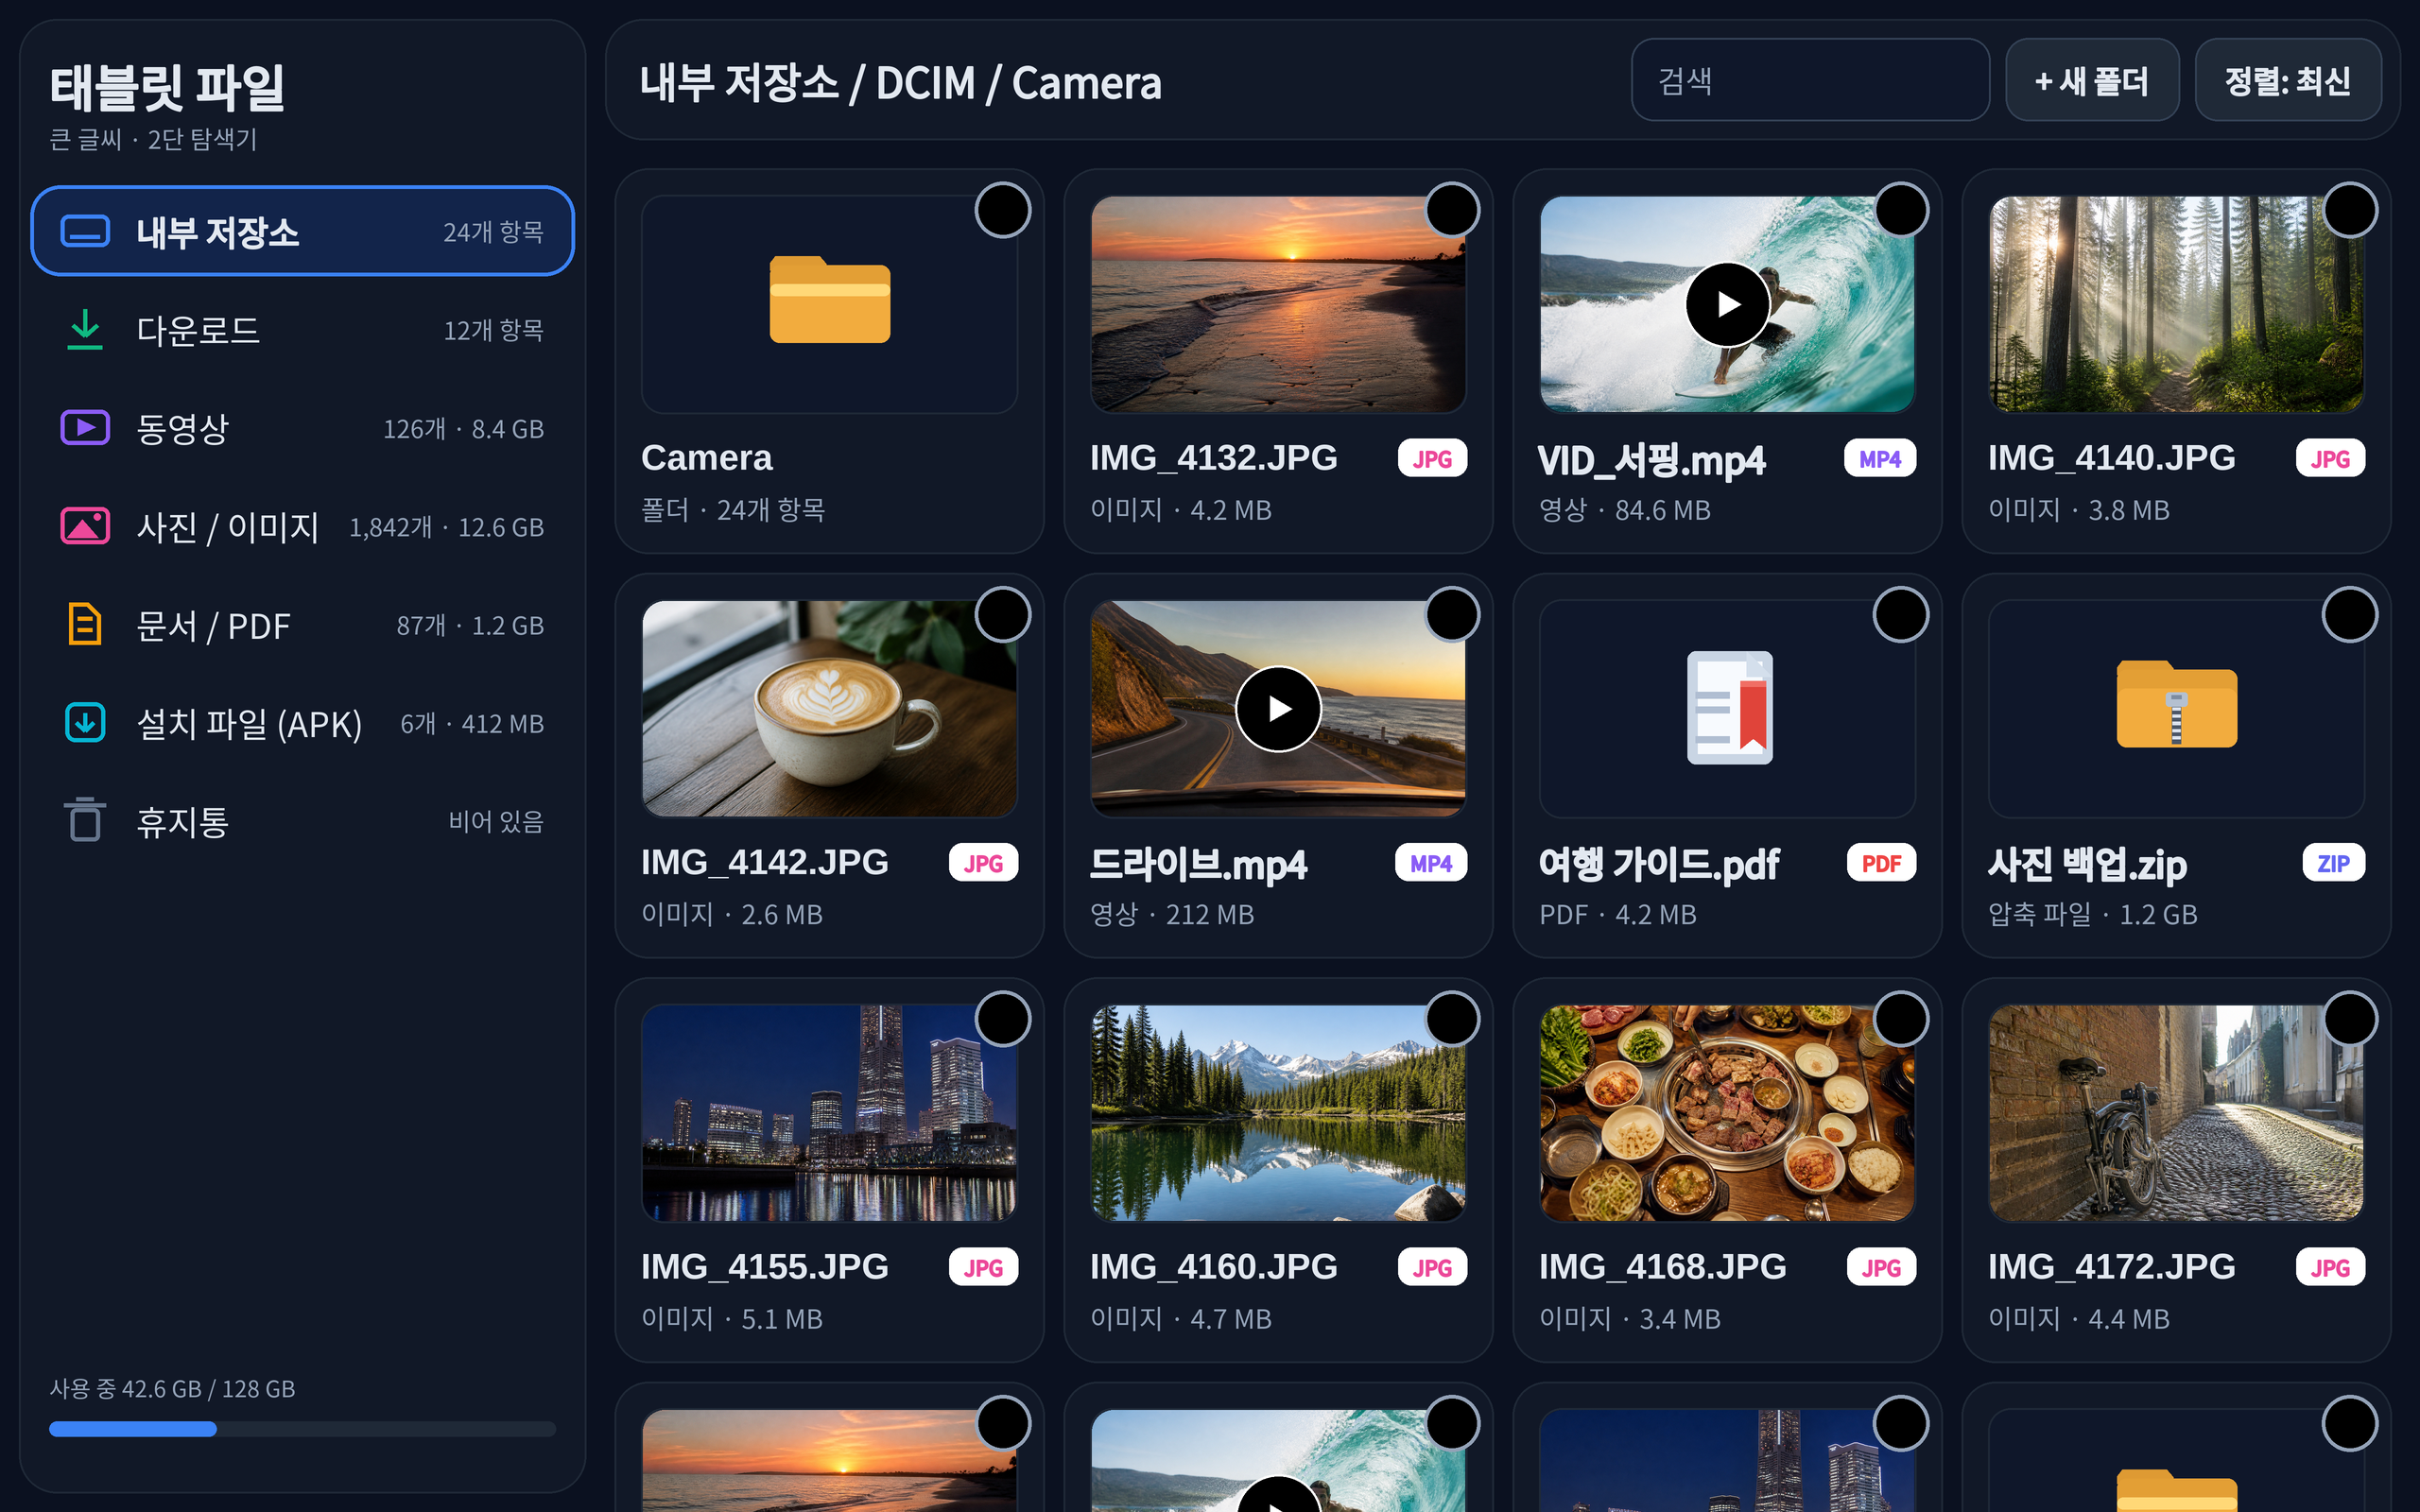 태블릿 파일
큰 글씨 · 2단 탐색기
내부 저장소 24개 항목
다운로드 12개 항목
동영상 126개 · 8.4 GB
사진 / 이미지 1,842개 · 12.6 GB
문서 / PDF 87개 · 1.2 GB
설치 파일 (APK) 6개 · 412 MB
휴지통 비어 있음
사용 중 42.6 GB / 128 GB
내부 저장소 / DCIM / Camera
검색
+ 새 폴더
정렬: 최신
Camera
폴더 · 24개 항목
IMG_4132.JPG JPG
이미지 · 4.2 MB
VID_서핑.mp4 MP4
영상 · 84.6 MB
IMG_4140.JPG JPG
이미지 · 3.8 MB
IMG_4142.JPG JPG
이미지 · 2.6 MB
드라이브.mp4 MP4
영상 · 212 MB
여행 가이드.pdf PDF
PDF · 4.2 MB
사진 백업.zip ZIP
압축 파일 · 1.2 GB
IMG_4155.JPG JPG
이미지 · 5.1 MB
IMG_4160.JPG JPG
이미지 · 4.7 MB
IMG_4168.JPG JPG
이미지 · 3.4 MB
IMG_4172.JPG JPG
이미지 · 4.4 MB